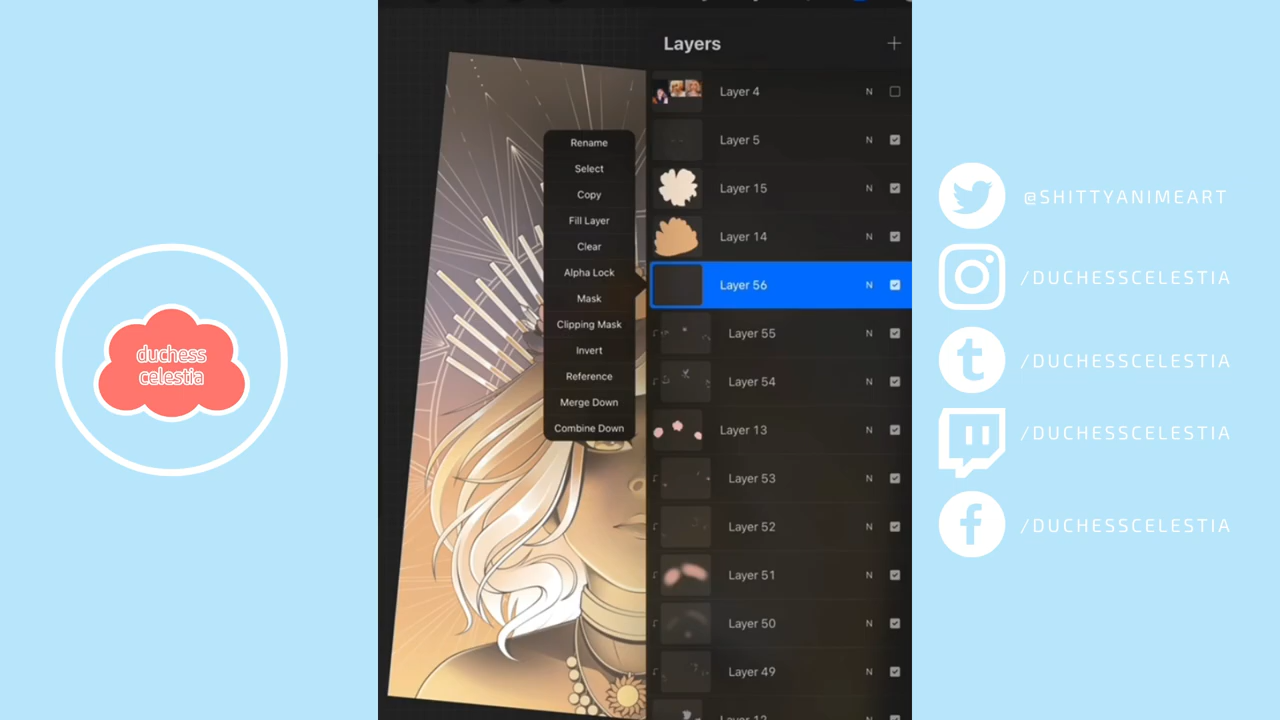 duchess
celestia
Layers
Layer 4 N
Layer 5 N
Layer 15 N
Layer 14 N
Layer 56 N
Layer 55 N
Layer 54 N
Layer 13 N
Layer 53 N
Layer 52 N
Layer 51 N
Layer 50 N
Layer 49 N
Layer 12 N
Rename
Select
Copy
Fill Layer
Clear
Alpha Lock
Mask
Clipping Mask
Invert
Reference
Merge Down
Combine Down
@SHITTYANIMEART
/DUCHESSCELESTIA
/DUCHESSCELESTIA
/DUCHESSCELESTIA
/DUCHESSCELESTIA